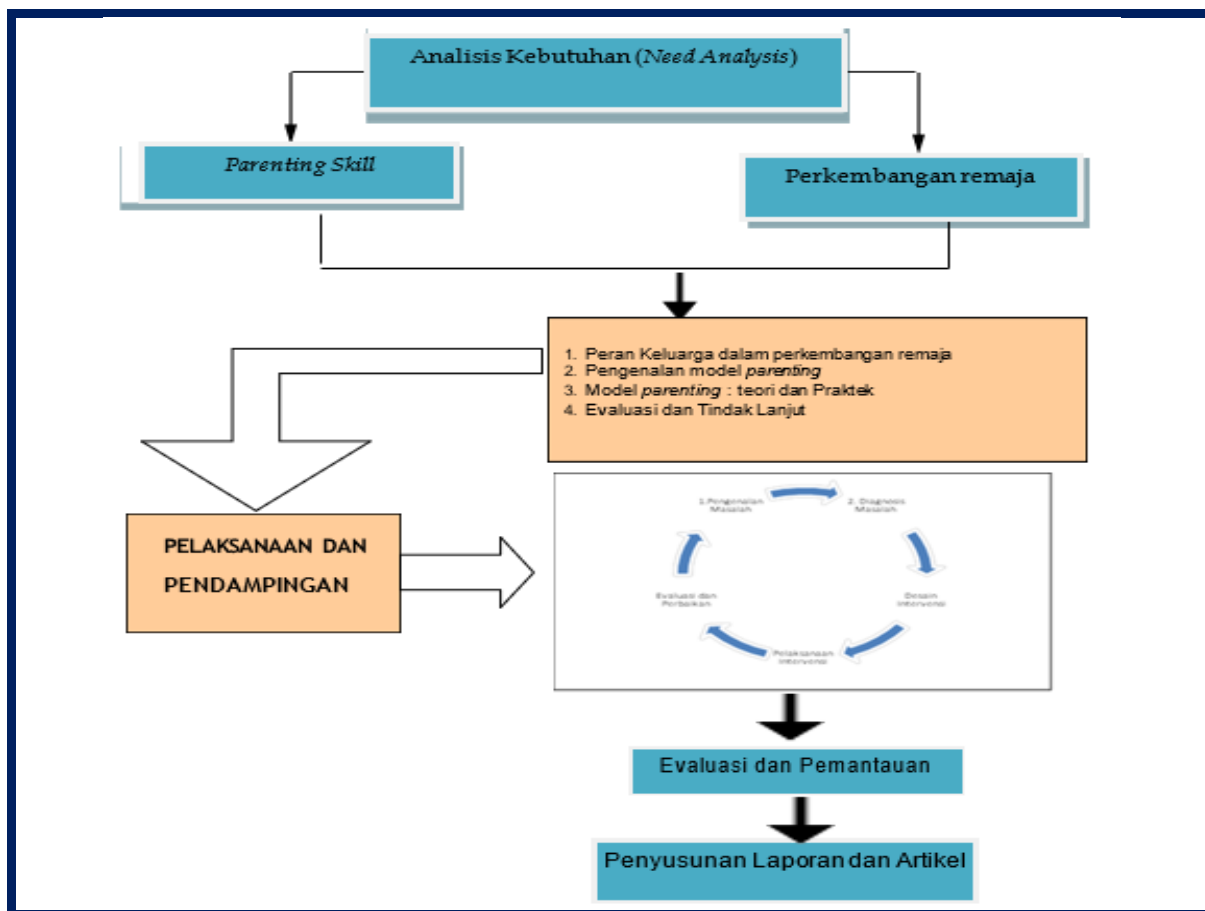 Analisis Kebutuhan (Need Analysis)
Parenting Skill
Perkembangan remaja
1. Peran Keluarga dalam perkembangan remaja
2. Pengenalan model parenting
3. Model parenting : teori dan Praktek
4. Evaluasi dan Tindak Lanjut
PELAKSANAAN DAN
PENDAMPINGAN
1.Pengenalan
Masalah
2. Diagnosis
Masalah
Desain
Intervensi
Pelaksanaan
Intervensi
Evaluasi dan
Perbaikan
Evaluasi dan Pemantauan
Penyusunan Laporan dan Artikel